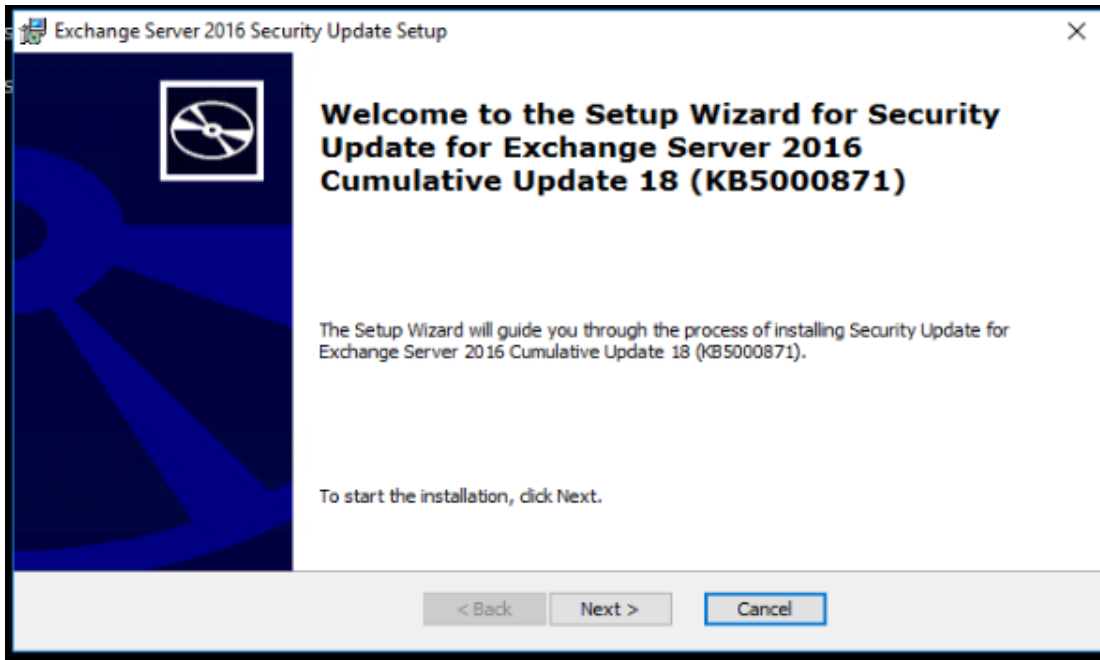 Exchange Server 2016 Security Update Setup
Welcome to the Setup Wizard for Security
Update for Exchange Server 2016
Cumulative Update 18 (KB5000871)
The Setup Wizard will guide you through the process of installing Security Update for
Exchange Server 2016 Cumulative Update 18 (KB5000871).
To start the installation, click Next.
< Back Next > Cancel